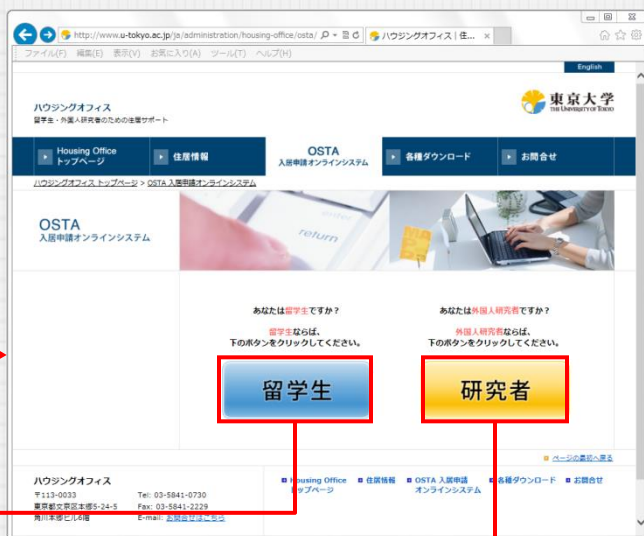 http://www.u-tokyo.ac.jp/ja/administration/housing-office/osta/
ハウジングオフィス | 住...
ファイル(F) 編集(E) 表示(V) お気に入り(A) ツール(T) ヘルプ(H)
English
ハウジングオフィス
留学生・外国人研究者のための住居サポート
東京大学
THE UNIVERSITY OF TOKYO
Housing Office
トップページ
住居情報
OSTA
入居申請オンラインシステム
各種ダウンロード
お問合せ
ハウジングオフィス トップページ > OSTA 入居申請オンラインシステム
OSTA
入居申請オンラインシステム
enter
return
あなたは留学生ですか？
あなたは外国人研究者ですか？
留学生ならば、
下のボタンをクリックしてください。
外国人研究者ならば、
下のボタンをクリックしてください。
留学生
研究者
ページの最初へ戻る
ハウジングオフィス
〒113-0033
東京都文京区本郷5-24-5
角川本郷ビル6階
Tel: 03-5841-0730
Fax: 03-5841-2229
E-mail: お問合せはこちら
Housing Office
トップページ
住居情報
OSTA 入居申請
オンラインシステム
各種ダウンロード
お問合せ